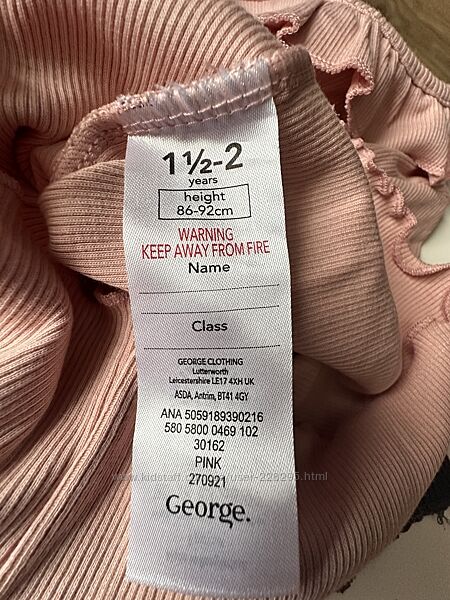 1½-2
years
height
86-92cm
WARNING
KEEP AWAY FROM FIRE
Name
Class
GEORGE CLOTHING
Lutterworth
Leicestershire LE17 4XH UK
ASDA, Antrim, BT41 4GY
ANA 5059189390216
580 5800 0469 102
30162
PINK
270921
George.